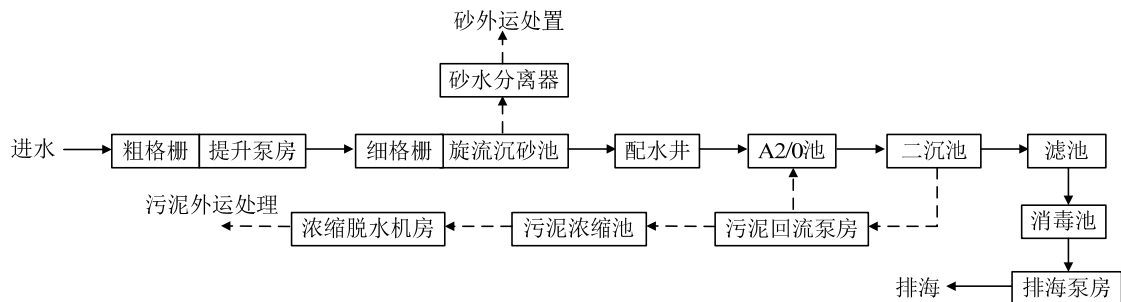 砂外运处置
砂水分离器
进水
粗格栅
提升泵房
细格栅
旋流沉砂池
配水井
A2/0池
二沉池
滤池
污泥外运处理
浓缩脱水机房
污泥浓缩池
污泥回流泵房
消毒池
排海
排海泵房